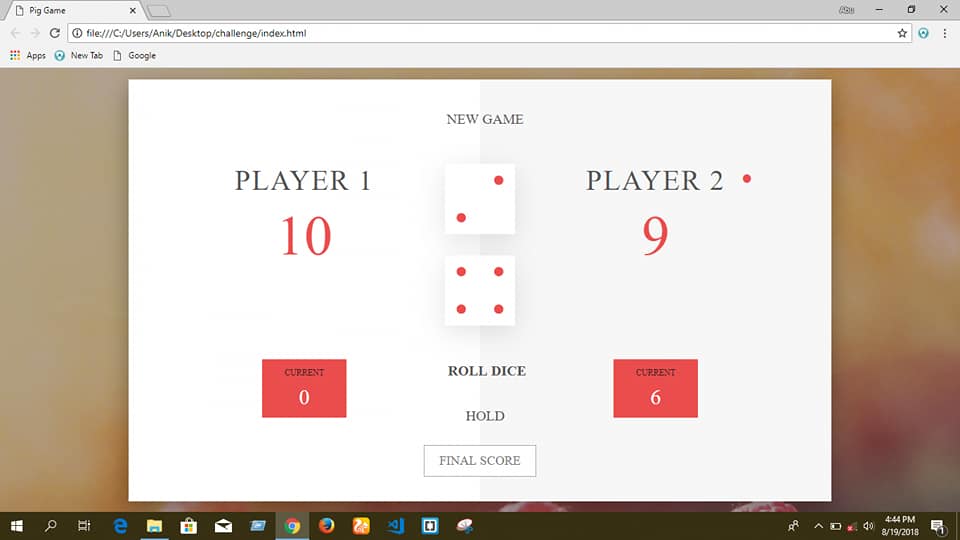 Pig Game
Abu
file:///C:/Users/Anik/Desktop/challenge/index.html
Apps New Tab Google
NEW GAME
PLAYER 1
10
PLAYER 2
9
CURRENT
0
ROLL DICE
HOLD
FINAL SCORE
CURRENT
6
4:44 PM
8/19/2018
1